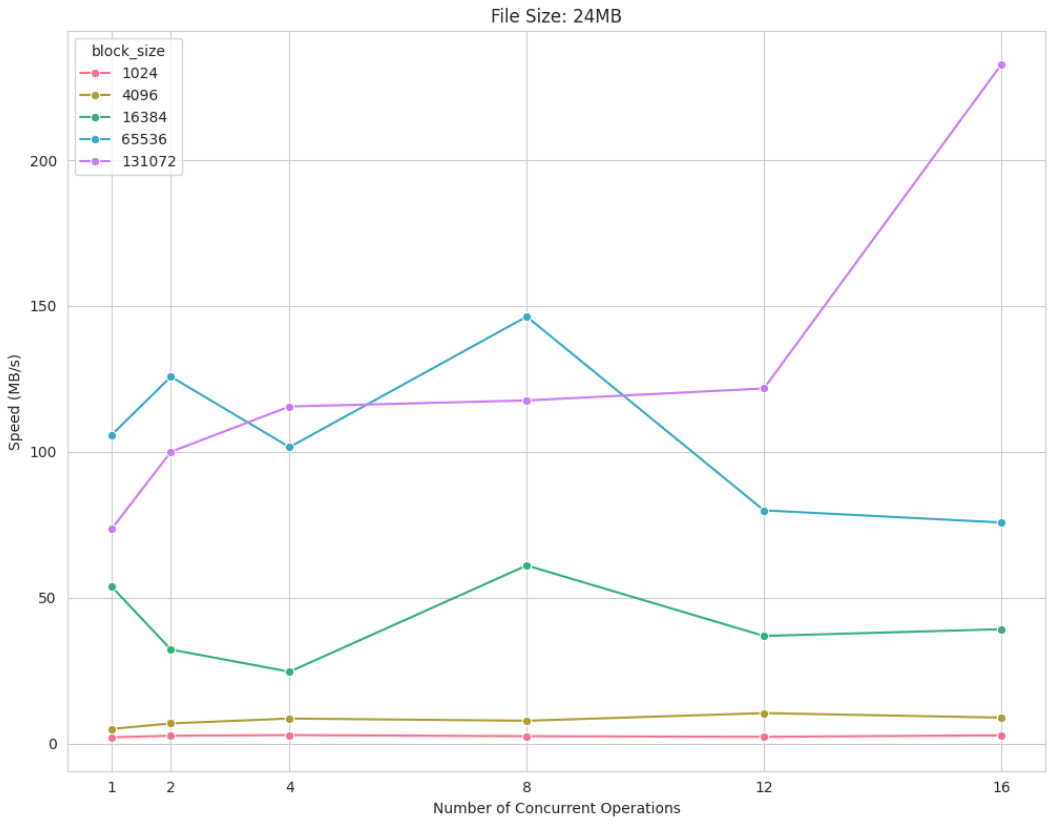 File Size: 24MB
block_size
1024
4096
16384
65536
131072
200
150
100
50
0
Speed (MB/s)
1 2 4 8 12 16
Number of Concurrent Operations